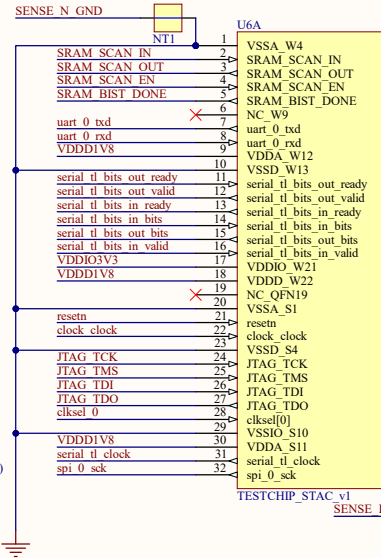 SENSE_N_GND
U6A
NT1
1 VSSA_W4
SRAM_SCAN_IN 2 SRAM_SCAN_IN
SRAM_SCAN_OUT 3 SRAM_SCAN_OUT
SRAM_SCAN_EN 4 SRAM_SCAN_EN
SRAM_BIST_DONE 5 SRAM_BIST_DONE
6 NC_W9
uart_0_txd 7 uart_0_txd
uart_0_rxd 8 uart_0_rxd
VDDD1V8 9 VDDA_W12
10 VSSD_W13
serial_tl_bits_out_ready 11 serial_tl_bits_out_ready
serial_tl_bits_out_valid 12 serial_tl_bits_out_valid
serial_tl_bits_in_ready 13 serial_tl_bits_in_ready
serial_tl_bits_in_bits 14 serial_tl_bits_in_bits
serial_tl_bits_out_bits 15 serial_tl_bits_out_bits
serial_tl_bits_in_valid 16 serial_tl_bits_in_valid
VDDIO3V3 17 VDDIO_W21
VDDD1V8 18 VDDD_W22
19 NC_QFN19
20 VSSA_S1
resetn 21 resetn
clock_clock 22 clock_clock
23 VSSD_S4
JTAG_TCK 24 JTAG_TCK
JTAG_TMS 25 JTAG_TMS
JTAG_TDI 26 JTAG_TDI
JTAG_TDO 27 JTAG_TDO
clksel_0 28 clksel[0]
29 VSSIO_S10
VDDD1V8 30 VDDA_S11
serial_tl_clock 31 serial_tl_clock
spi_0_sck 32 spi_0_sck
)
TESTCHIP_STAC_v1